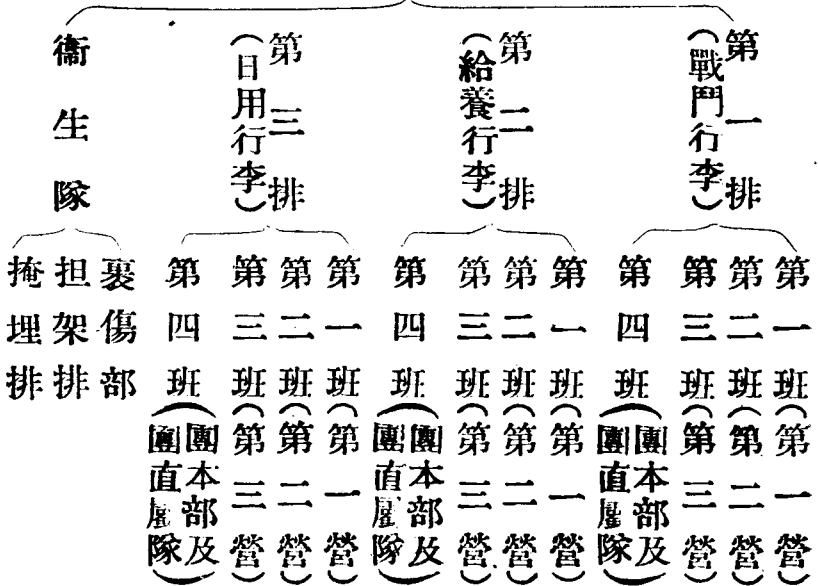 第一排
（戰鬥行李）
第一班（第一營）
第二班（第二營）
第三班（第三營）
第四班（團本部及團直屬隊）
第二排
（給養行李）
第一班（第一營）
第二班（第二營）
第三班（第三營）
第四班（團本部及團直屬隊）
第三排
（日用行李）
第一班（第一營）
第二班（第二營）
第三班（第三營）
第四班（團本部及團直屬隊）
衞生隊
裹傷部
担架排
掩埋排